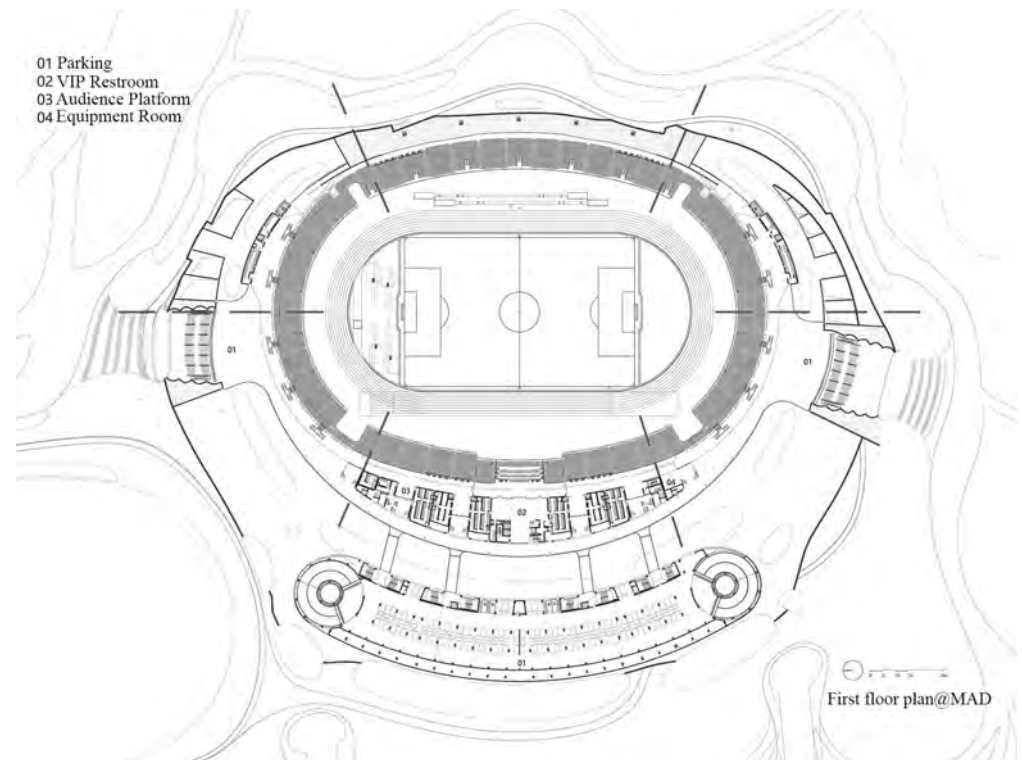 01 Parking
02 VIP Restroom
03 Audience Platform
04 Equipment Room
01
01
03
04
02
01
First floor plan@MAD